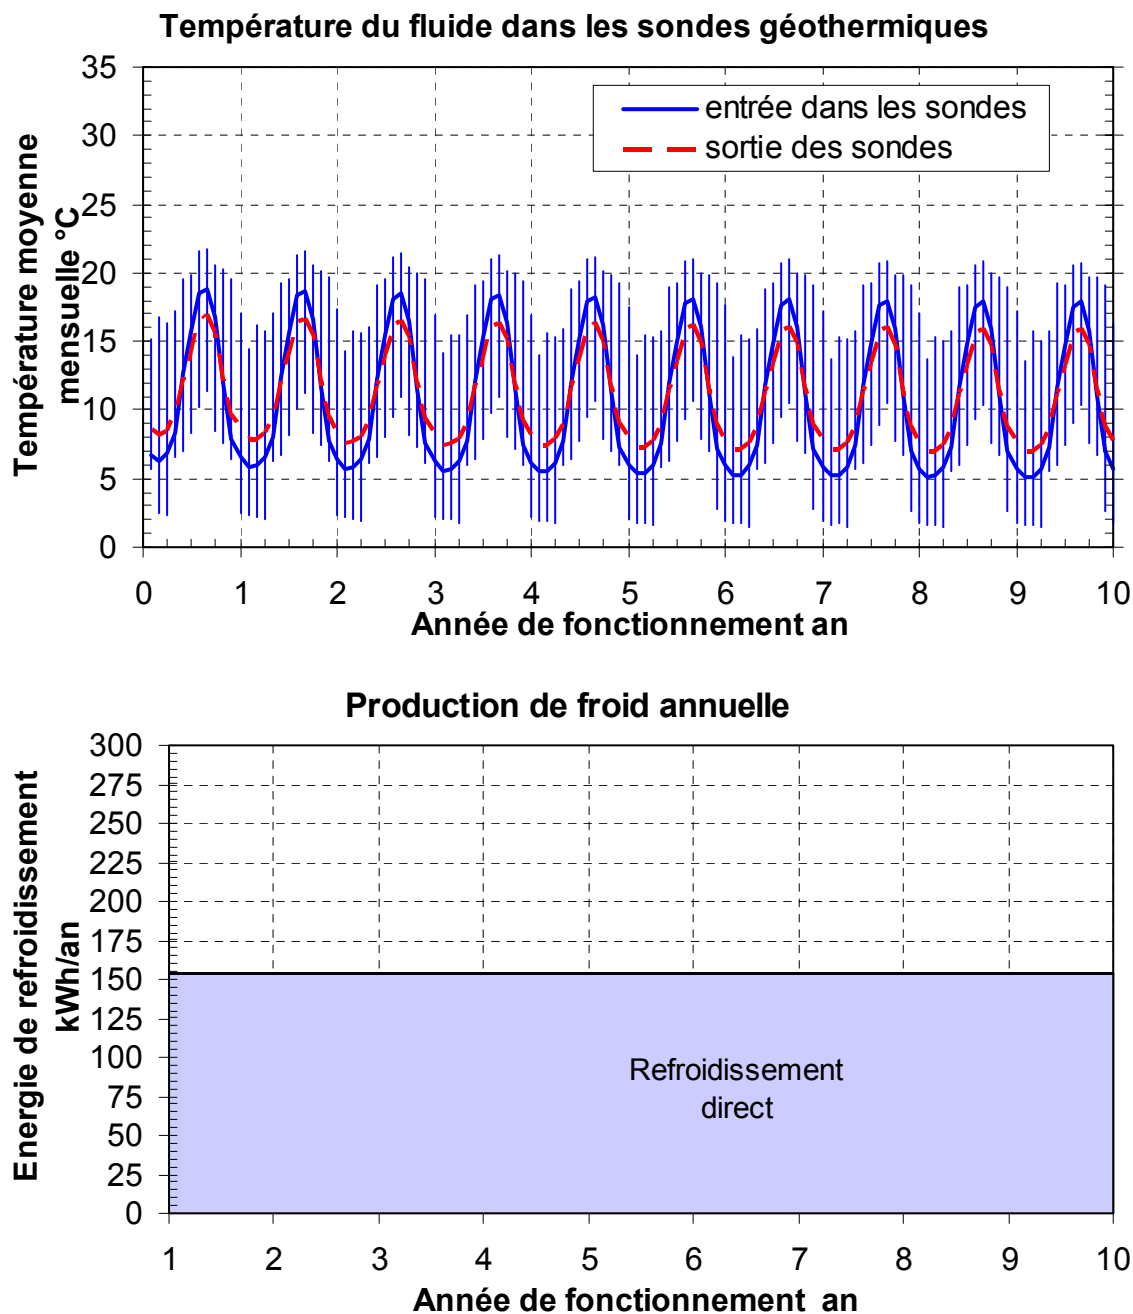 Température du fluide dans les sondes géothermiques
Température moyenne
mensuelle °C
35
30
25
20
15
10
5
0
entrée dans les sondes
sortie des sondes
0 1 2 3 4 5 6 7 8 9 10
Année de fonctionnement an
Production de froid annuelle
Energie de refroidissement
kWh/an
300
275
250
225
200
175
150
125
100
75
50
25
0
Refroidissement
direct
1 2 3 4 5 6 7 8 9 10
Année de fonctionnement an